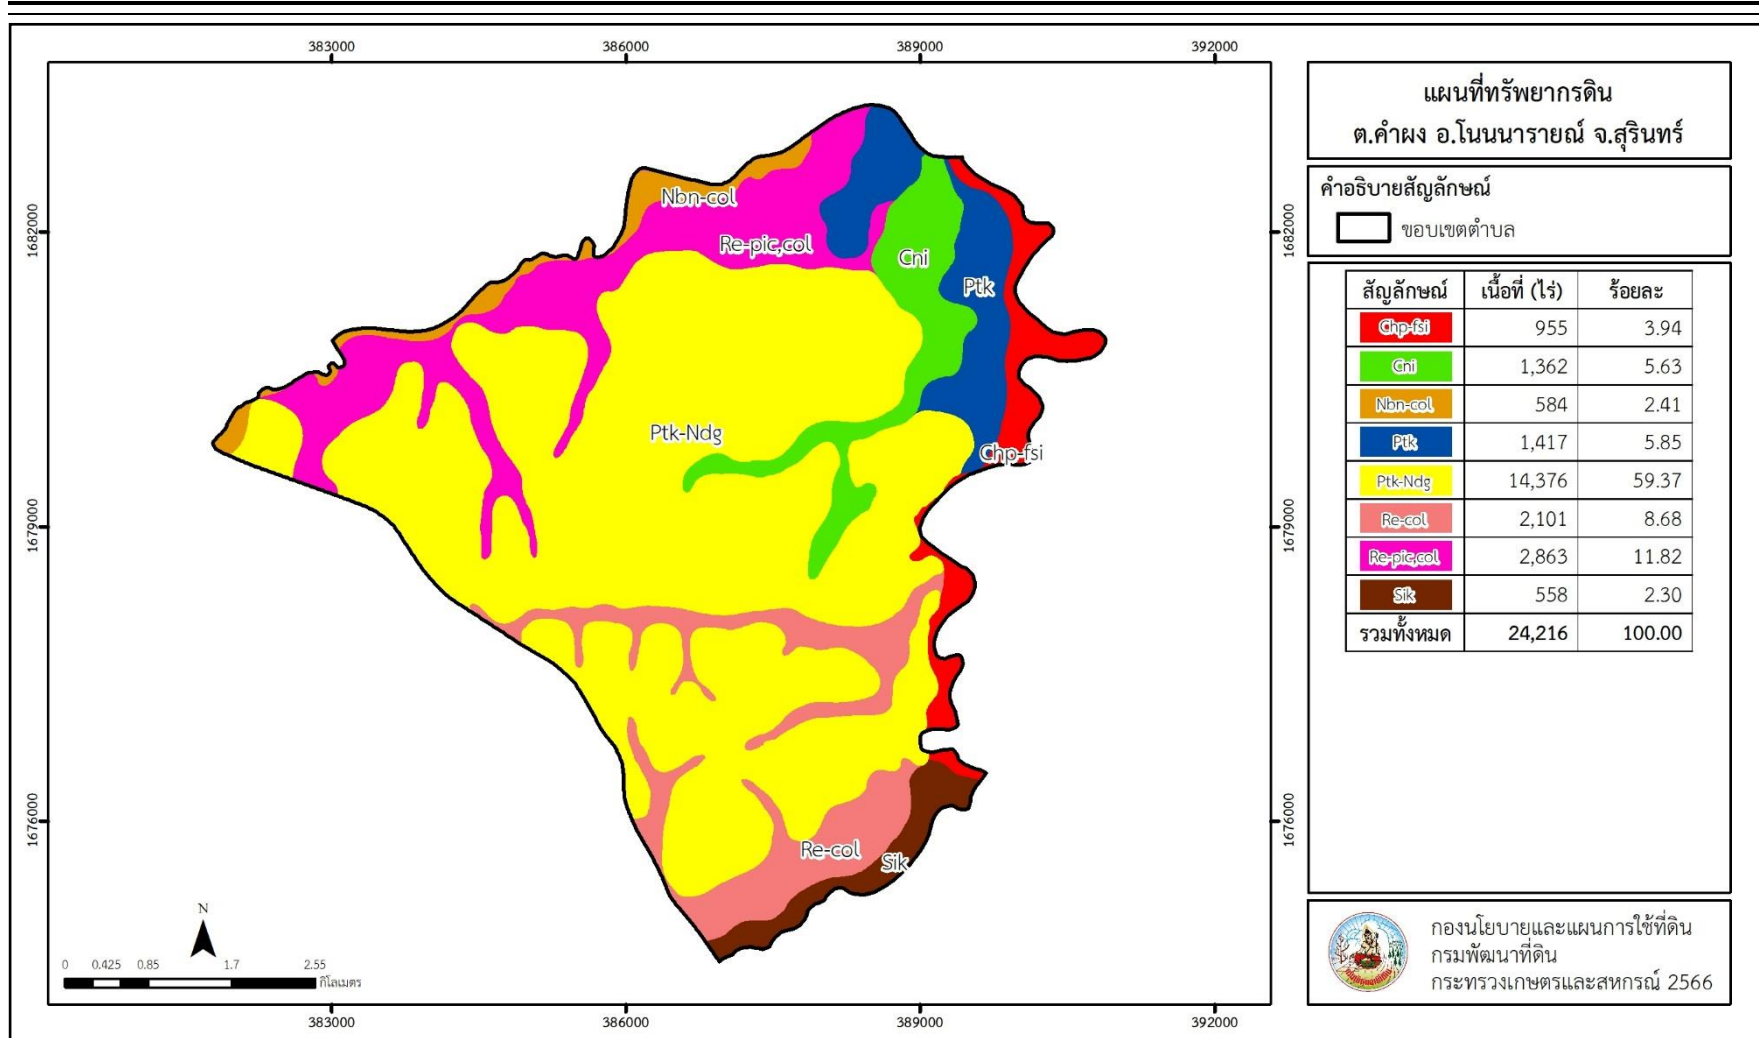 383000
386000
389000
392000
แผนที่ทรัพยากรดิน
ต.คำผง อ.โนนนารายณ์ จ.สุรินทร์
คำอธิบายสัญลักษณ์
ขอบเขตตำบล
สัญลักษณ์ เนื้อที่ (ไร่) ร้อยละ
Chp-fsi 955 3.94
Cni 1,362 5.63
Nbn-col 584 2.41
Ptk 1,417 5.85
Ptk-Ndg 14,376 59.37
Re-col 2,101 8.68
Re-pic,col 2,863 11.82
Sik 558 2.30
รวมทั้งหมด 24,216 100.00
1682000
1682000
Nbn-col
Re-pic,col
Cni
Ptk
Ptk-Ndg
Chp-fsi
1679000
1679000
1676000
1676000
Re-col
Sik
N
0 0.425 0.85 1.7 2.55
กิโลเมตร
กองนโยบายและแผนการใช้ที่ดิน
กรมพัฒนาที่ดิน
กระทรวงเกษตรและสหกรณ์ 2566
383000
386000
389000
392000